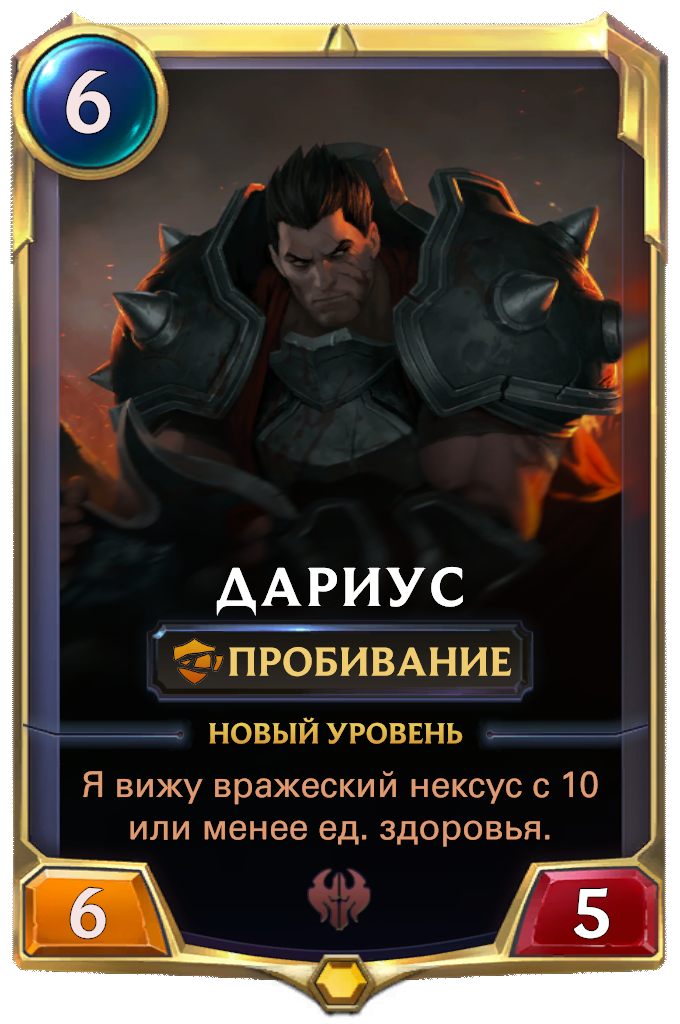 6
ДАРИУС
ПРОБИВАНИЕ
НОВЫЙ УРОВЕНЬ
Я вижу вражеский нексус с 10
или менее ед. здоровья.
6
5